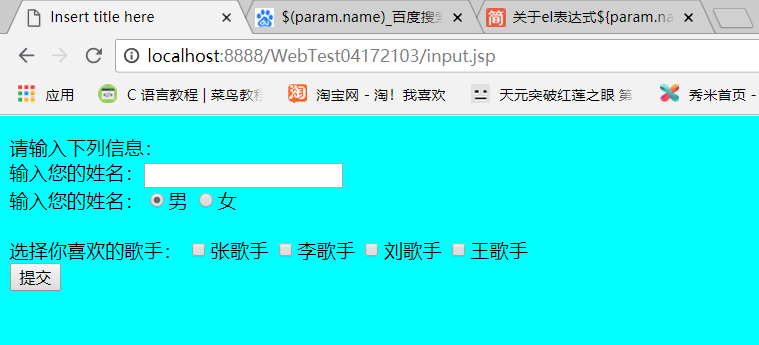 Insert title here
$(param.name)_百度搜索
关于el表达式${param.na
localhost:8888/WebTest04172103/input.jsp
应用
C 语言教程 | 菜鸟教程
淘宝网 - 淘！我喜欢
天元突破红莲之眼 第
秀米首页 -
请输入下列信息：
输入您的姓名：
输入您的姓名： 男 女
选择你喜欢的歌手： 张歌手 李歌手 刘歌手 王歌手
提交